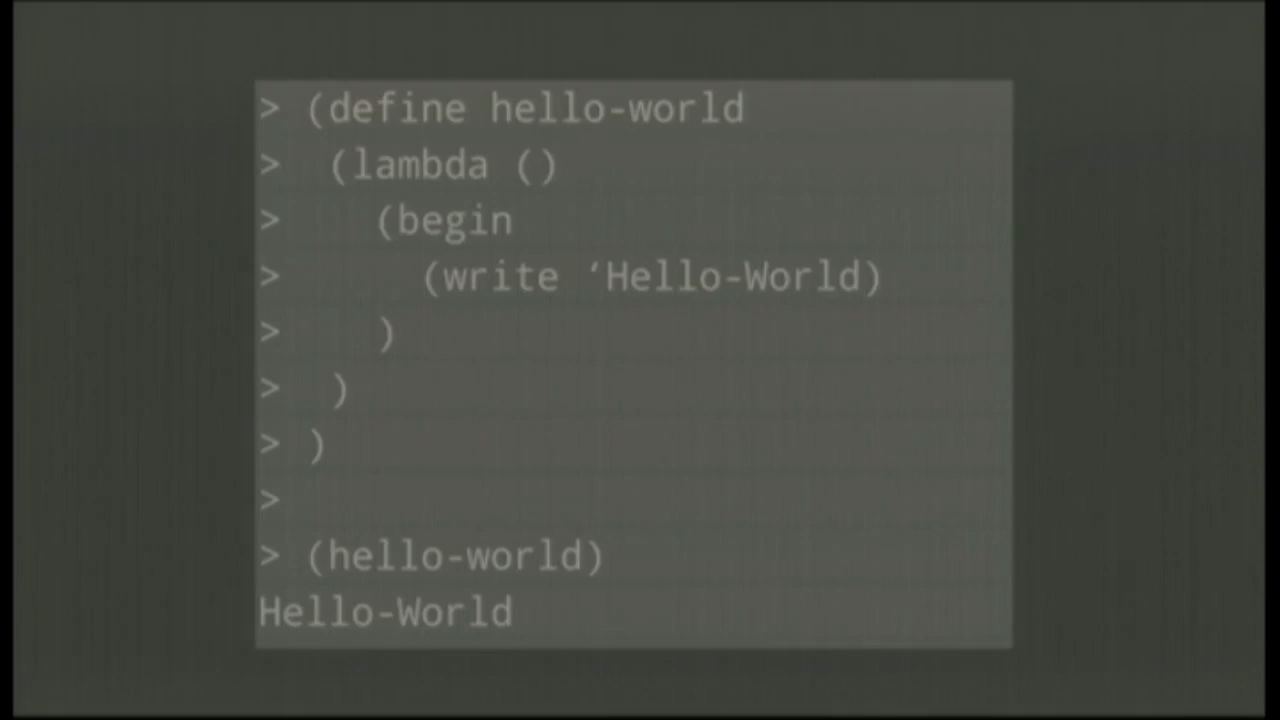 > (define hello-world
>  (lambda ()
>    (begin
>      (write ‘Hello-World)
>    )
>  )
> )
>
> (hello-world)
Hello-World